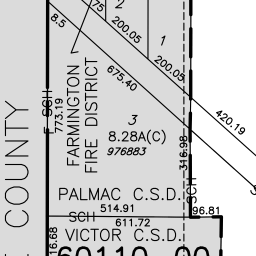 2
75
8.5
200.05
1
200.05
675.40
FARMINGTON
FIRE DISTRICT
SCH
773.19
3
8.28A(C)
976883
420.19
316.98
COUNTY
PALMAC C.S.D.
SCH
514.91
96.81
SCH
611.72
VICTOR C.S.D.
16.68